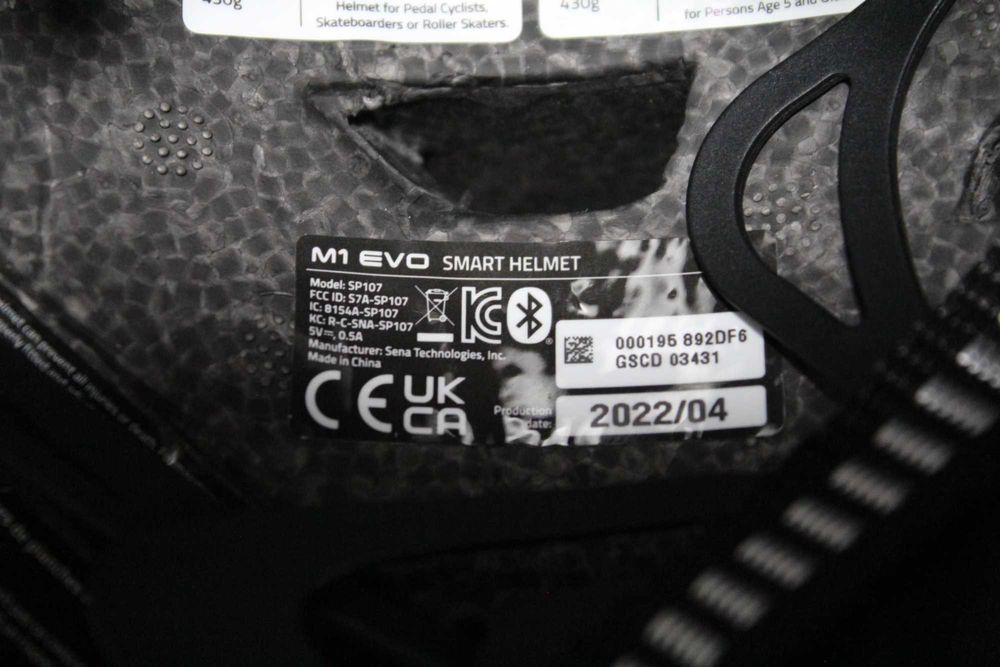 430g
Helmet for Pedal Cyclists,
Skateboarders or Roller Skaters.
430g
for Persons Age 5 and
M1 EVO SMART HELMET
Model: SP107
FCC ID: S7A-SP107
IC: 8154A-SP107
KC: R-C-SNA-SP107
5V⎓, 0.5A
Manufacturer: Sena Technologies, Inc.
Made in China
CE UK
CA
000195 892DF6
GSCD 03431
Production
date:
2022/04